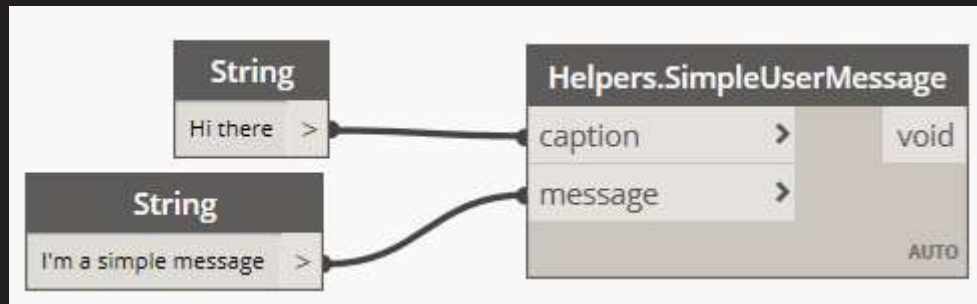 String
Hi there >
String
I'm a simple message >
Helpers.SimpleUserMessage
caption > void
message >
AUTO